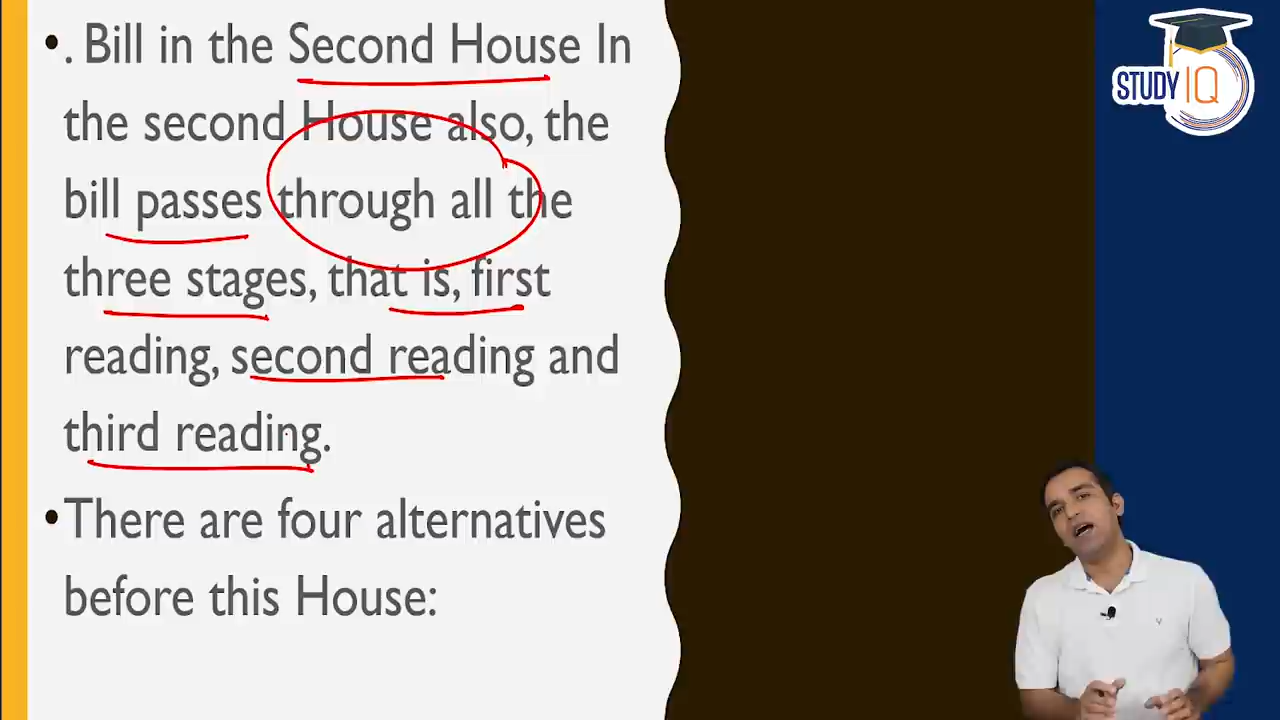 • . Bill in the Second House In
the second House also, the
bill passes through all the
three stages, that is, first
reading, second reading and
third reading.
• There are four alternatives
before this House:
STUDY IQ